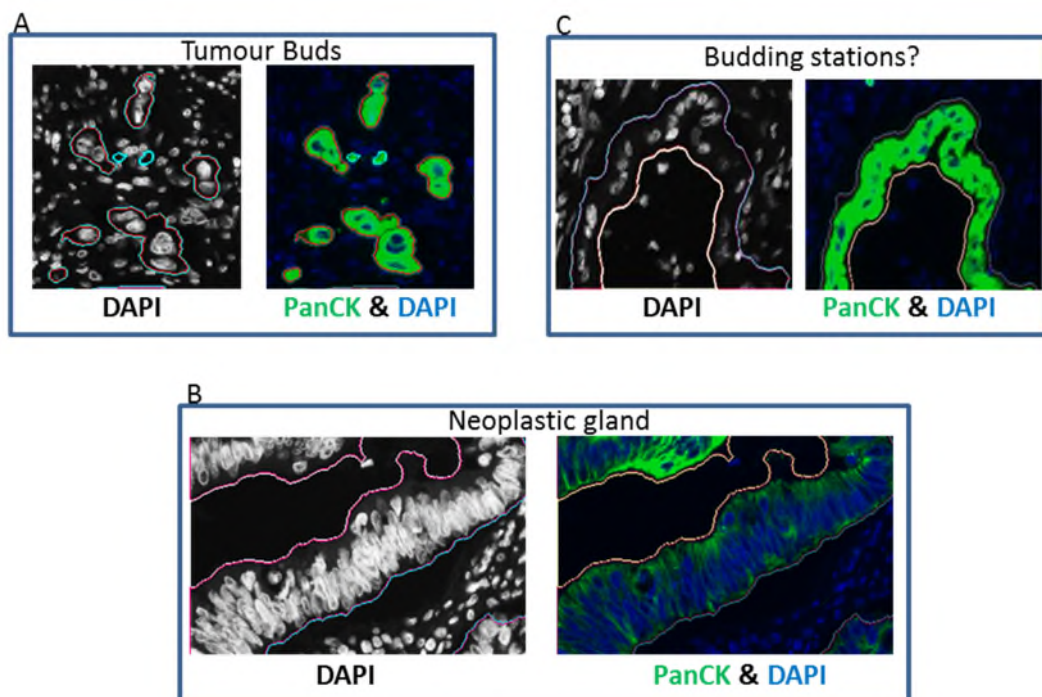 A
Tumour Buds
DAPI
PanCK & DAPI
C
Budding stations?
DAPI
PanCK & DAPI
B
Neoplastic gland
DAPI
PanCK & DAPI